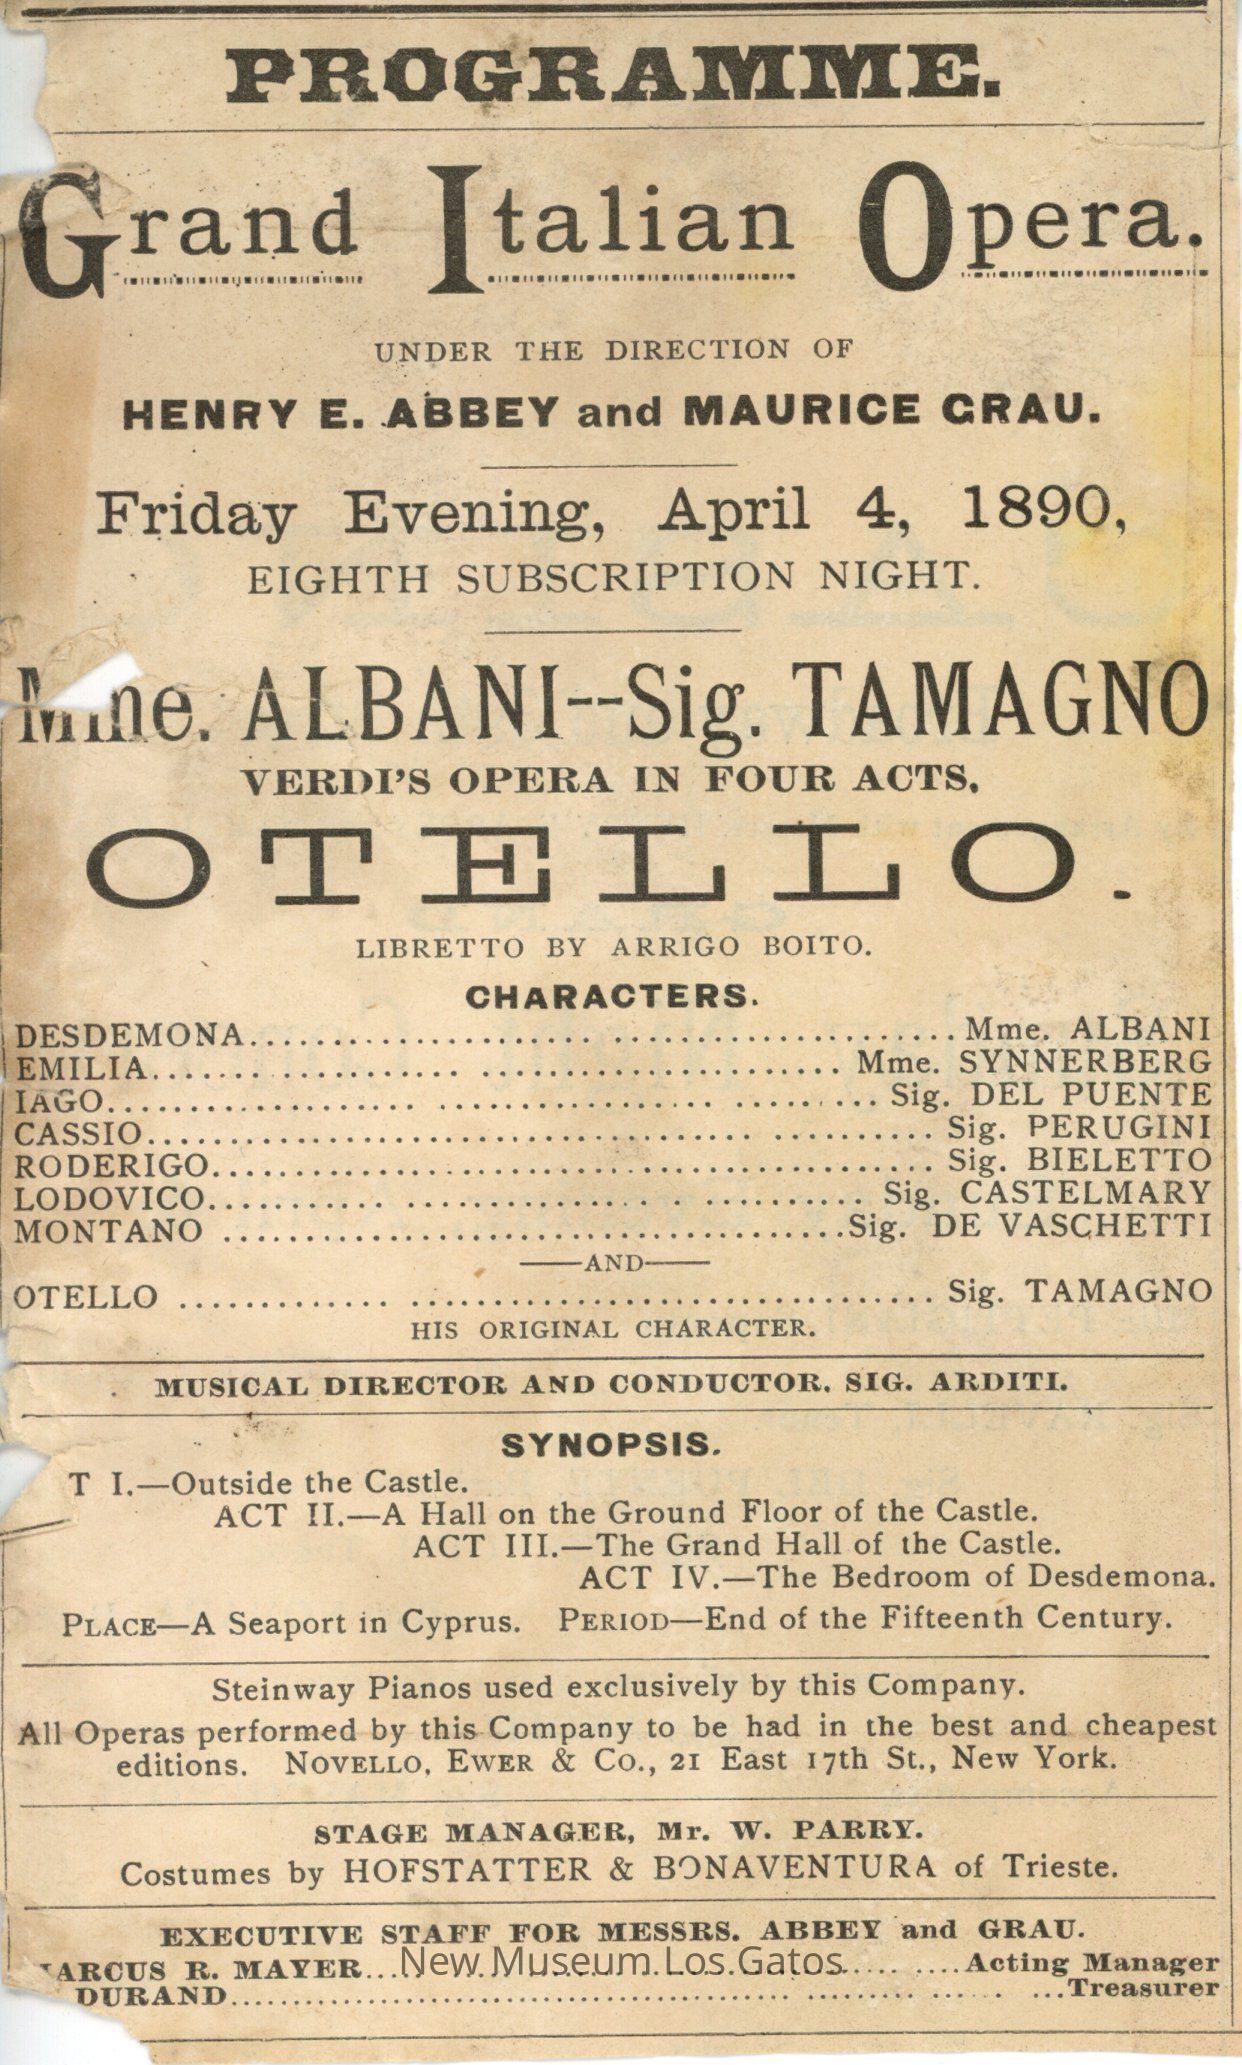 PROGRAMME.
Grand Italian Opera.
UNDER THE DIRECTION OF
HENRY E. ABBEY and MAURICE GRAU.
Friday Evening, April 4, 1890,
EIGHTH SUBSCRIPTION NIGHT.
Mme. ALBANI--Sig. TAMAGNO
VERDI'S OPERA IN FOUR ACTS.
OTELLO.
LIBRETTO BY ARRIGO BOITO.
CHARACTERS.
DESDEMONA........................................Mme. ALBANI
EMILIA........................................Mme. SYNNERBERG
IAGO........................................Sig. DEL PUENTE
CASSIO........................................Sig. PERUGINI
RODERIGO........................................Sig. BIELETTO
LODOVICO........................................Sig. CASTELMARY
MONTANO ........................................Sig. DE VASCHETTI
——AND——
OTELLO ........................................Sig. TAMAGNO
HIS ORIGINAL CHARACTER.
MUSICAL DIRECTOR AND CONDUCTOR, SIG. ARDITI.
SYNOPSIS.
T I.—Outside the Castle.
ACT II.—A Hall on the Ground Floor of the Castle.
ACT III.—The Grand Hall of the Castle.
ACT IV.—The Bedroom of Desdemona.
PLACE—A Seaport in Cyprus. PERIOD—End of the Fifteenth Century.
Steinway Pianos used exclusively by this Company.
All Operas performed by this Company to be had in the best and cheapest
editions. NOVELLO, EWER & Co., 21 East 17th St., New York.
STAGE MANAGER, Mr. W. PARRY.
Costumes by HOFSTATTER & BONAVENTURA of Trieste.
EXECUTIVE STAFF FOR MESSRS. ABBEY and GRAU.
ARCUS R. MAYER........................................Acting Manager
New Museum Los Gatos
DURAND........................................Treasurer